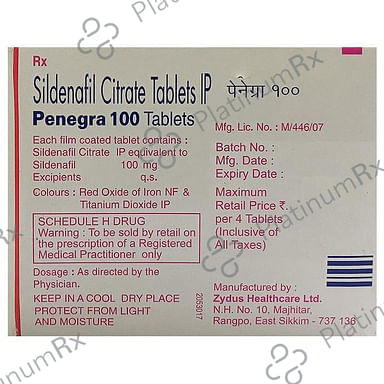 Rx
Sildenafil Citrate Tablets IP
Penegra 100 Tablets
पेनेग्रा १००
Each film coated tablet contains :
Sildenafil Citrate IP equivalent to
Sildenafil 100 mg
Excipients q.s.
Colours : Red Oxide of Iron NF &
Titanium Dioxide IP
SCHEDULE H DRUG
Warning : To be sold by retail on
the prescription of a Registered
Medical Practitioner only
Dosage : As directed by the
Physician.
KEEP IN A COOL DRY PLACE
PROTECT FROM LIGHT
AND MOISTURE
2053017
Mfg. Lic. No. : M/446/07
Batch No. :
Mfg. Date :
Expiry Date :
Maximum
Retail Price ₹.
per 4 Tablets
(Inclusive of
All Taxes)
Manufactured by :
Zydus Healthcare Ltd.
N.H. No. 10, Majhitar,
Rangpo, East Sikkim - 737 136
PlatinumRx